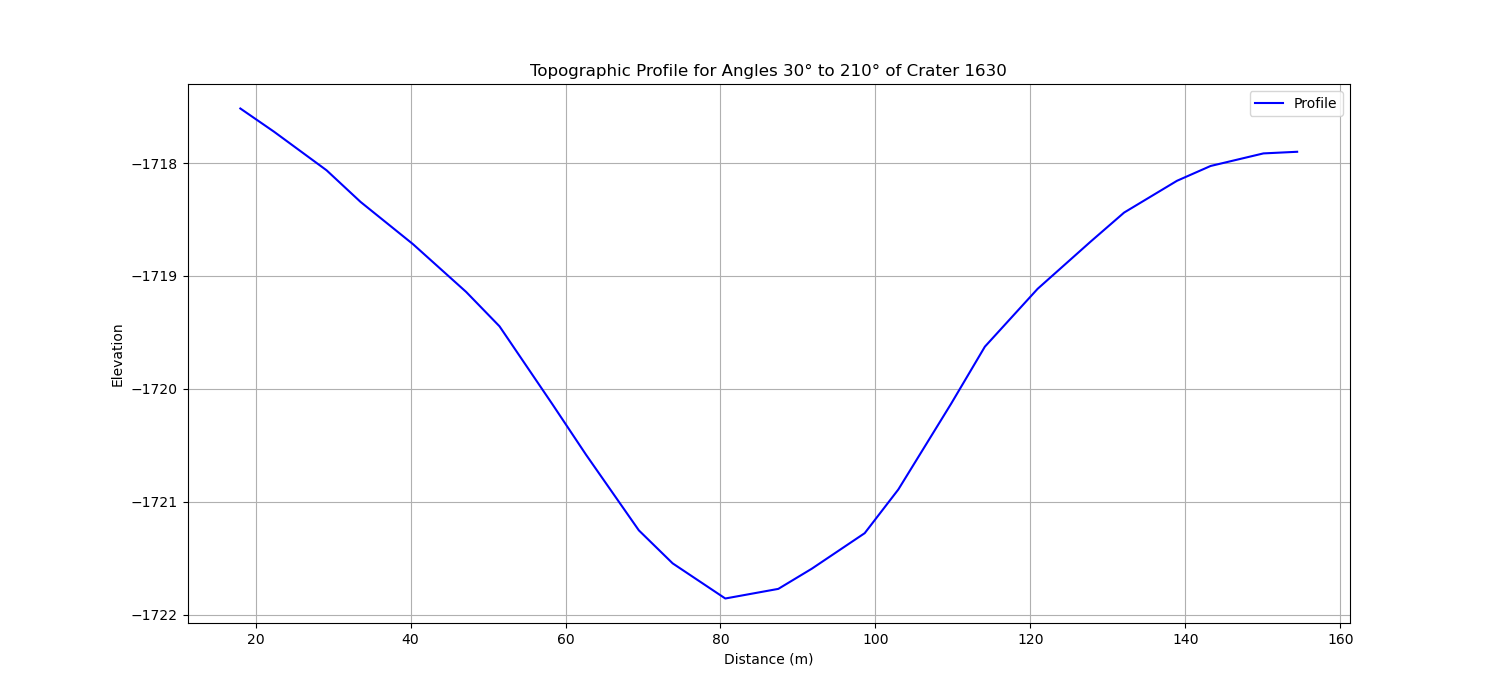 Topographic Profile for Angles 30° to 210° of Crater 1630
Profile
−1718
−1719
−1720
−1721
−1722
Elevation
20 40 60 80 100 120 140 160
Distance (m)